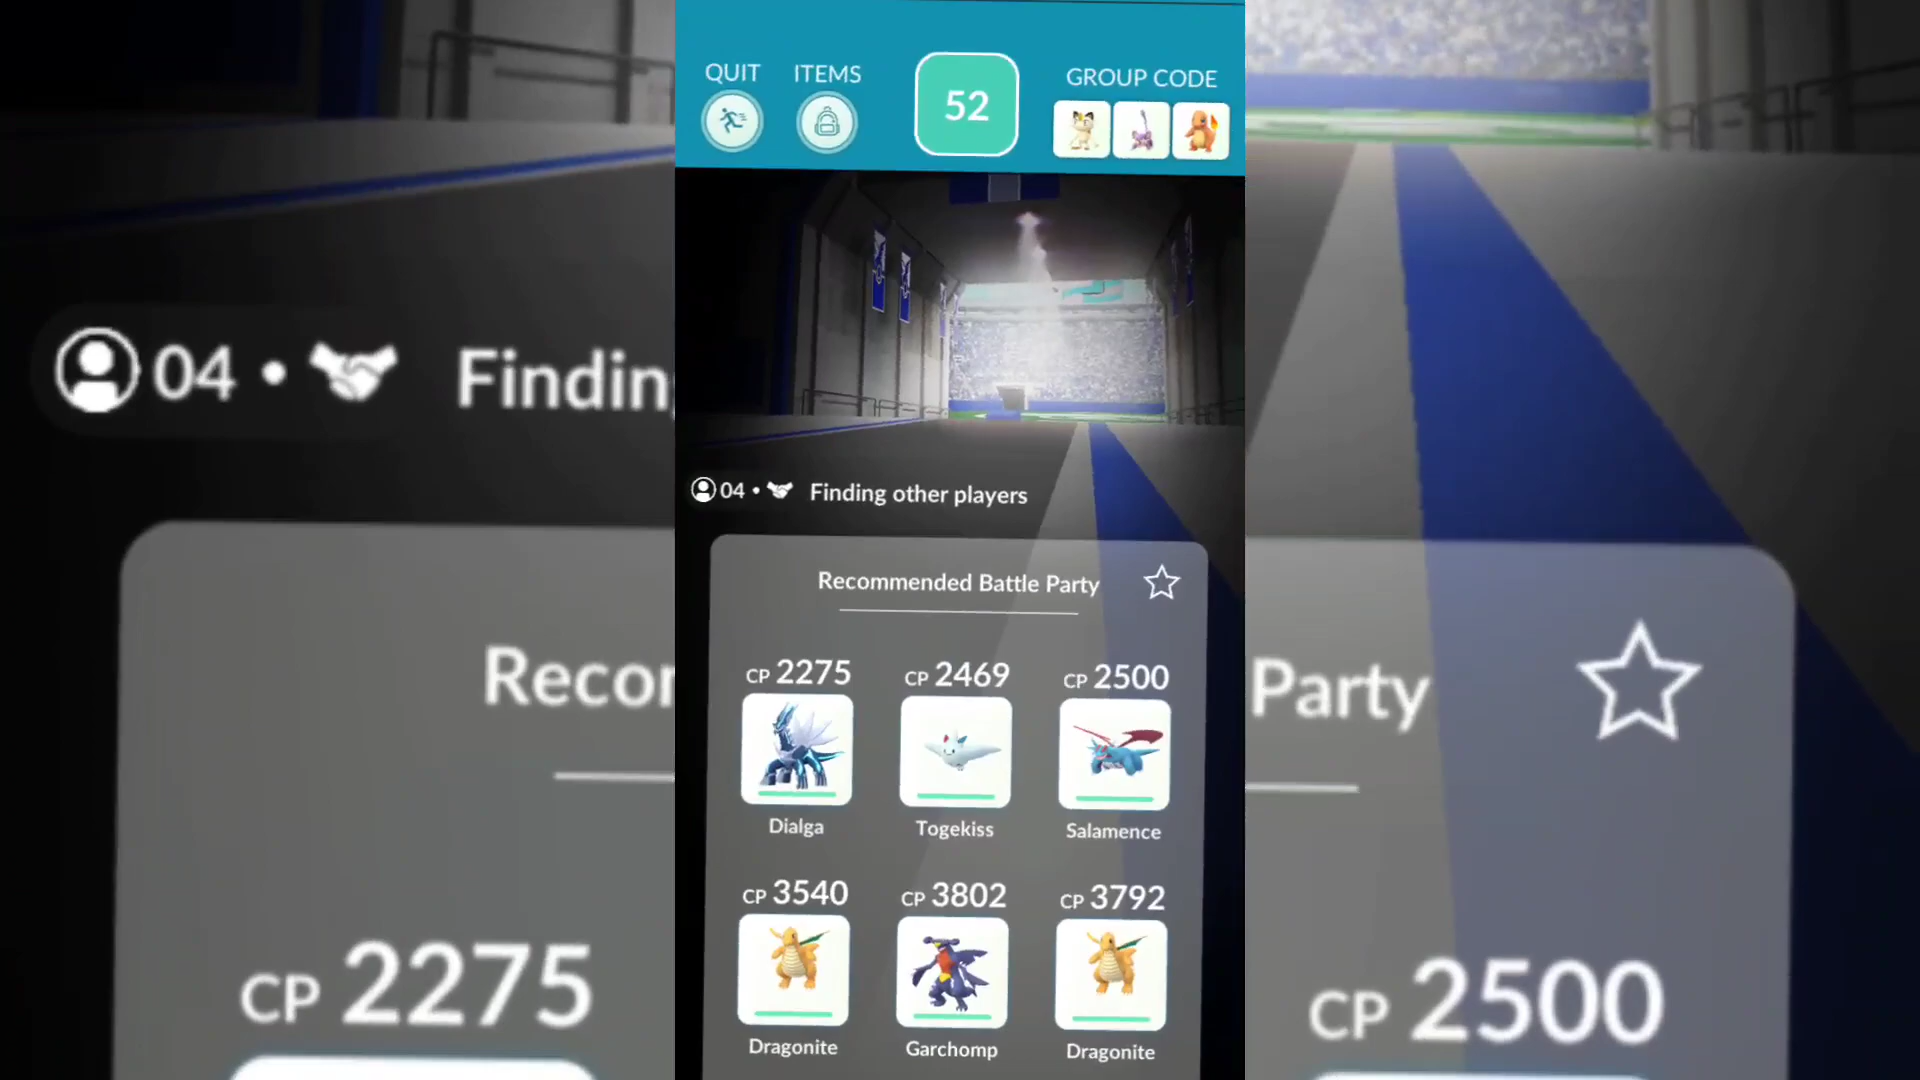 QUIT ITEMS 52 GROUP CODE
04 • Finding other players
Recommended Battle Party
CP 2275 CP 2469 CP 2500
Dialga Togekiss Salamence
CP 3540 CP 3802 CP 3792
Dragonite Garchomp Dragonite
04 • Findin
Recor
CP 2275
Party
CP 2500